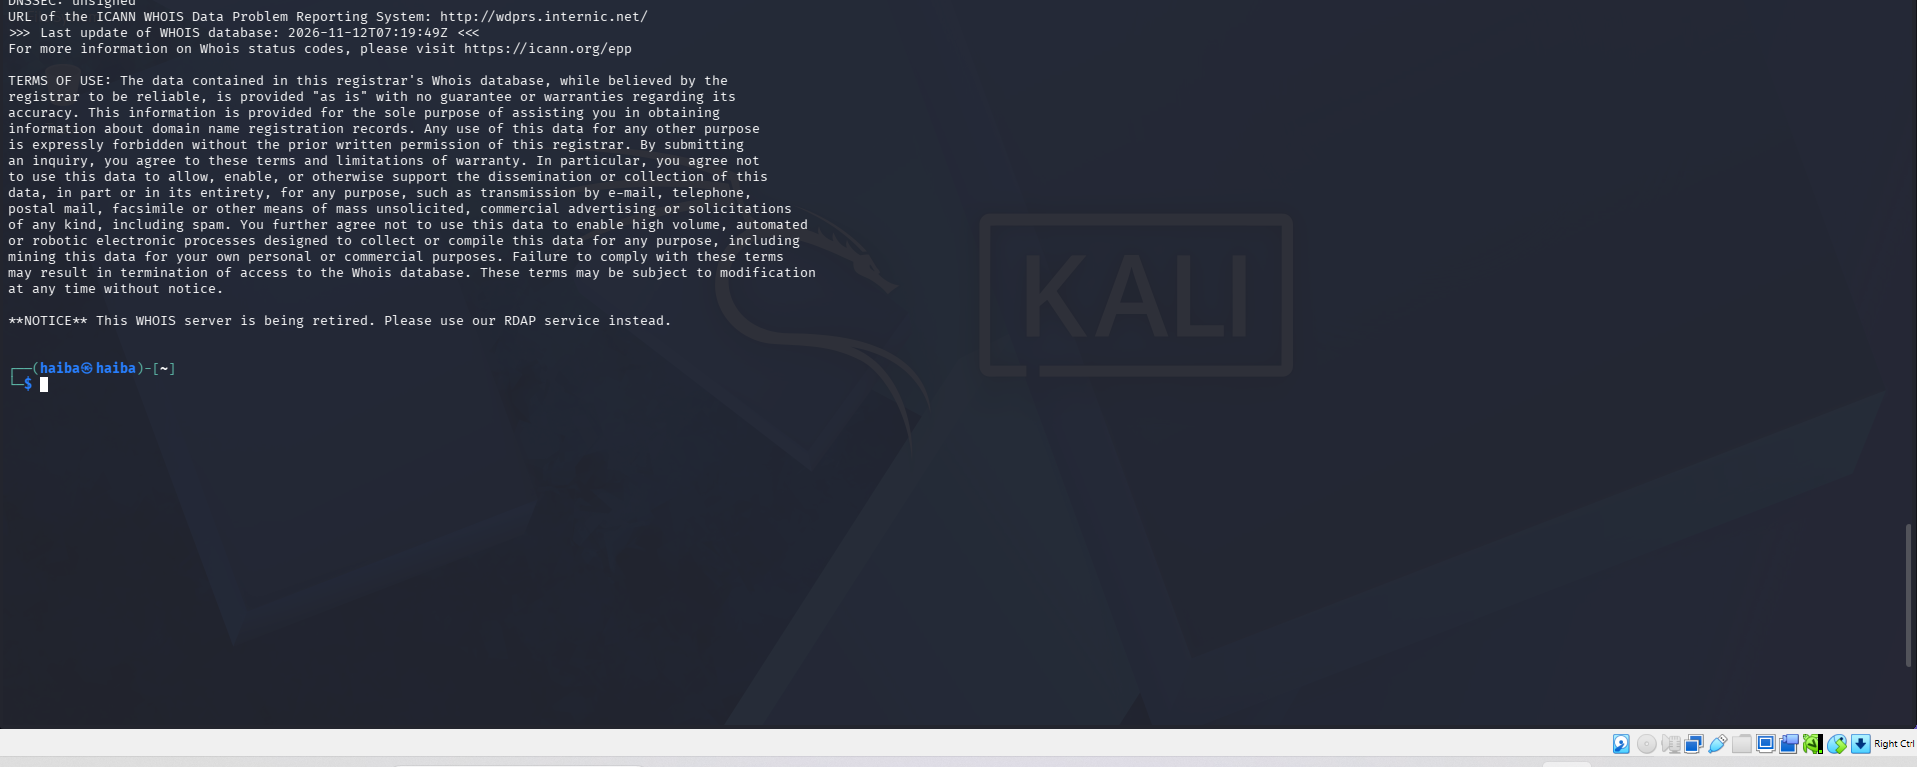 DNSSEC: unsigned
URL of the ICANN WHOIS Data Problem Reporting System: http://wdprs.internic.net/
>>> Last update of WHOIS database: 2026-11-12T07:19:49Z <<<
For more information on Whois status codes, please visit https://icann.org/epp
TERMS OF USE: The data contained in this registrar's Whois database, while believed by the
registrar to be reliable, is provided "as is" with no guarantee or warranties regarding its
accuracy. This information is provided for the sole purpose of assisting you in obtaining
information about domain name registration records. Any use of this data for any other purpose
is expressly forbidden without the prior written permission of this registrar. By submitting
an inquiry, you agree to these terms and limitations of warranty. In particular, you agree not
to use this data to allow, enable, or otherwise support the dissemination or collection of this
data, in part or in its entirety, for any purpose, such as transmission by e-mail, telephone,
postal mail, facsimile or other means of mass unsolicited, commercial advertising or solicitations
of any kind, including spam. You further agree not to use this data to enable high volume, automated
or robotic electronic processes designed to collect or compile this data for any purpose, including
mining this data for your own personal or commercial purposes. Failure to comply with these terms
may result in termination of access to the Whois database. These terms may be subject to modification
at any time without notice.
**NOTICE** This WHOIS server is being retired. Please use our RDAP service instead.
┌──(haiba㉿haiba)-[~]
└─$
KALI
Right Ctrl